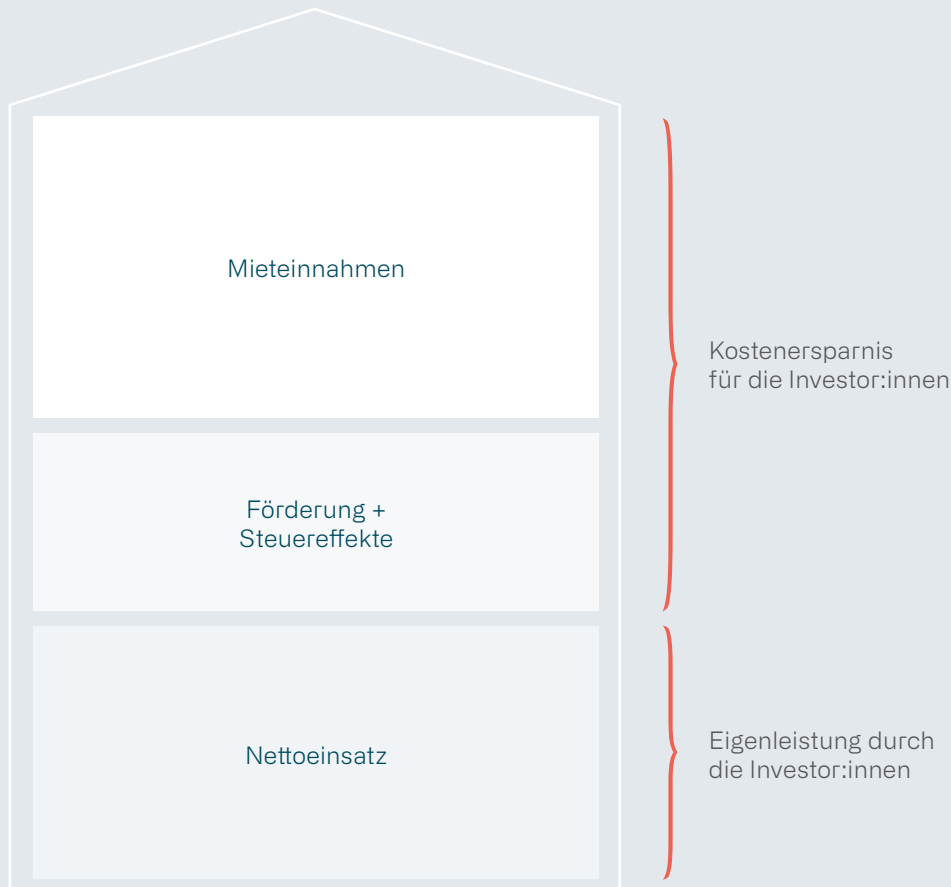 Mieteinnahmen
Kostenersparnis
für die Investor:innen
Förderung +
Steuereffekte
Nettoeinsatz
Eigenleistung durch
die Investor:innen